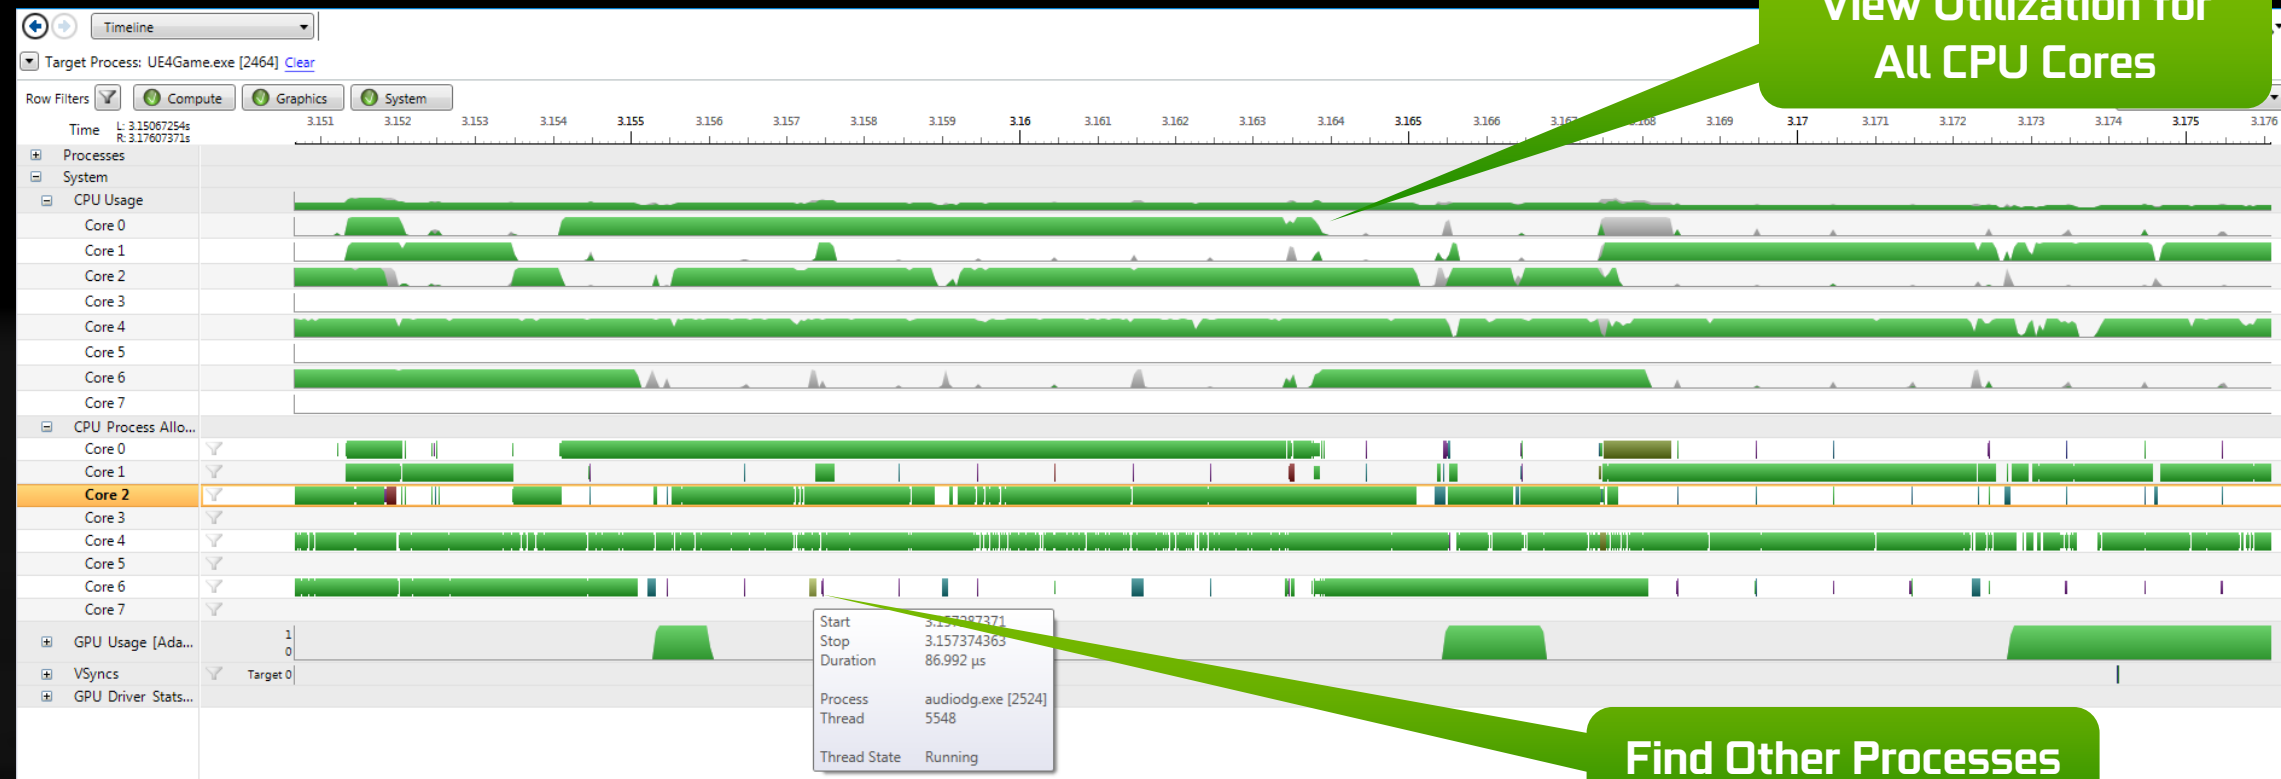 View Utilization for
All CPU Cores
Timeline
Target Process: UE4Game.exe [2464] Clear
Row Filters Compute Graphics System
Time L: 3.15067254s
R: 3.17607371s
3.151 3.152 3.153 3.154 3.155 3.156 3.157 3.158 3.159 3.16 3.161 3.162 3.163 3.164 3.165 3.166 3.167 3.168 3.169 3.17 3.171 3.172 3.173 3.174 3.175 3.176
Processes
System
CPU Usage
Core 0
Core 1
Core 2
Core 3
Core 4
Core 5
Core 6
Core 7
CPU Process Allo...
Core 0
Core 1
Core 2
Core 3
Core 4
Core 5
Core 6
Core 7
GPU Usage [Ada... 1
0
VSyncs Target 0
GPU Driver Stats...
Start 3.157287371
Stop 3.157374363
Duration 86.992 µs
Process audiodg.exe [2524]
Thread 5548
Thread State Running
Find Other Processes